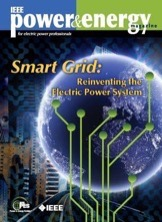 IEEE
power&energy
magazine
for electric power professionals
Smart Grid:
Reinventing the
Electric Power System
IEEE